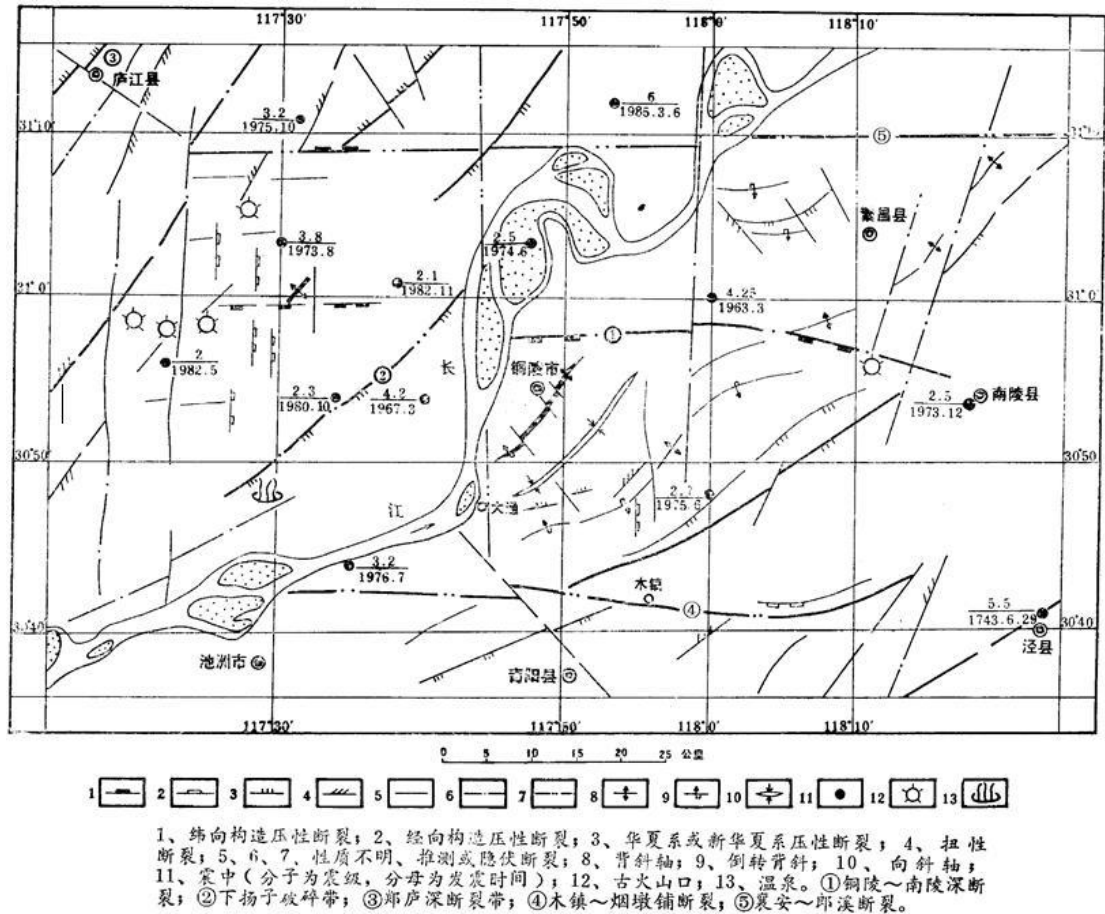 117°30′ 117°50′ 118°0′ 118°10′
③
庐江县
3.2
1975.10
6
1985.3.6
31°10′
⑤
繁昌县
3.8
1973.8
2.5
1974.6
2.1
1982.11
31°0′ 31°0′
4.25
1963.3
①
2
1982.5
②
长
铜陵市
2.3
1980.10
4.2
1967.3
2.5
1973.12
南陵县
30°50′ 30°50′
江
大通
3.2
1976.7
木镇
④
5.5
1743.6.29
30°40′
泾县
池洲市
青阳县
117°30′ 117°50′ 118°0′ 118°10′
0 5 10 15 20 25 公里
1 2 3 4 5 6 7 8 9 10 11 12 13
1、纬向构造压性断裂；2、经向构造压性断裂；3、华夏系或新华夏系压性断裂；4、扭性
断裂；5、6、7、性质不明、推测或隐伏断裂；8、背斜轴；9、倒转背斜；10、向斜轴；
11、震中（分子为震级，分母为发震时间）；12、古火山口；13、温泉。①铜陵～南陵深断
裂；②下扬子破碎带；③郯庐深断裂带；④木镇～烟墩铺断裂；⑤襄安～郎溪断裂。